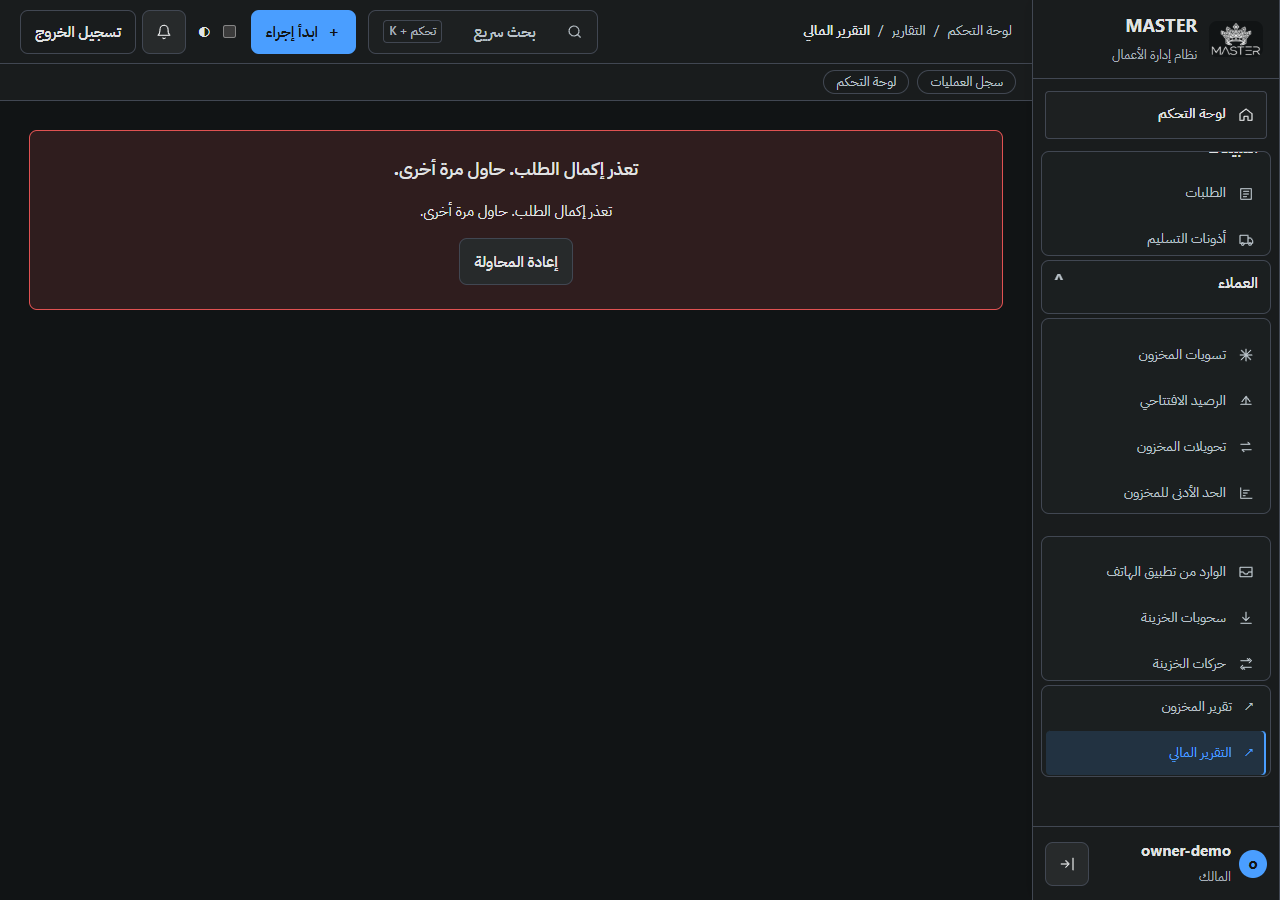 MASTER
نظام إدارة الأعمال
MASTER
لوحة التحكم
الطلبات
أذونات التسليم
العملاء
تسويات المخزون
الرصيد الافتتاحي
تحويلات المخزون
الحد الأدنى للمخزون
الوارد من تطبيق الهاتف
سحوبات الخزينة
حركات الخزينة
تقرير المخزون
التقرير المالي
owner-demo
المالك
o
لوحة التحكم / التقارير / التقرير المالي
بحث سريع
تحكم + K
+ ابدأ إجراء
تسجيل الخروج
سجل العمليات
لوحة التحكم
تعذر إكمال الطلب. حاول مرة أخرى.
تعذر إكمال الطلب. حاول مرة أخرى.
إعادة المحاولة